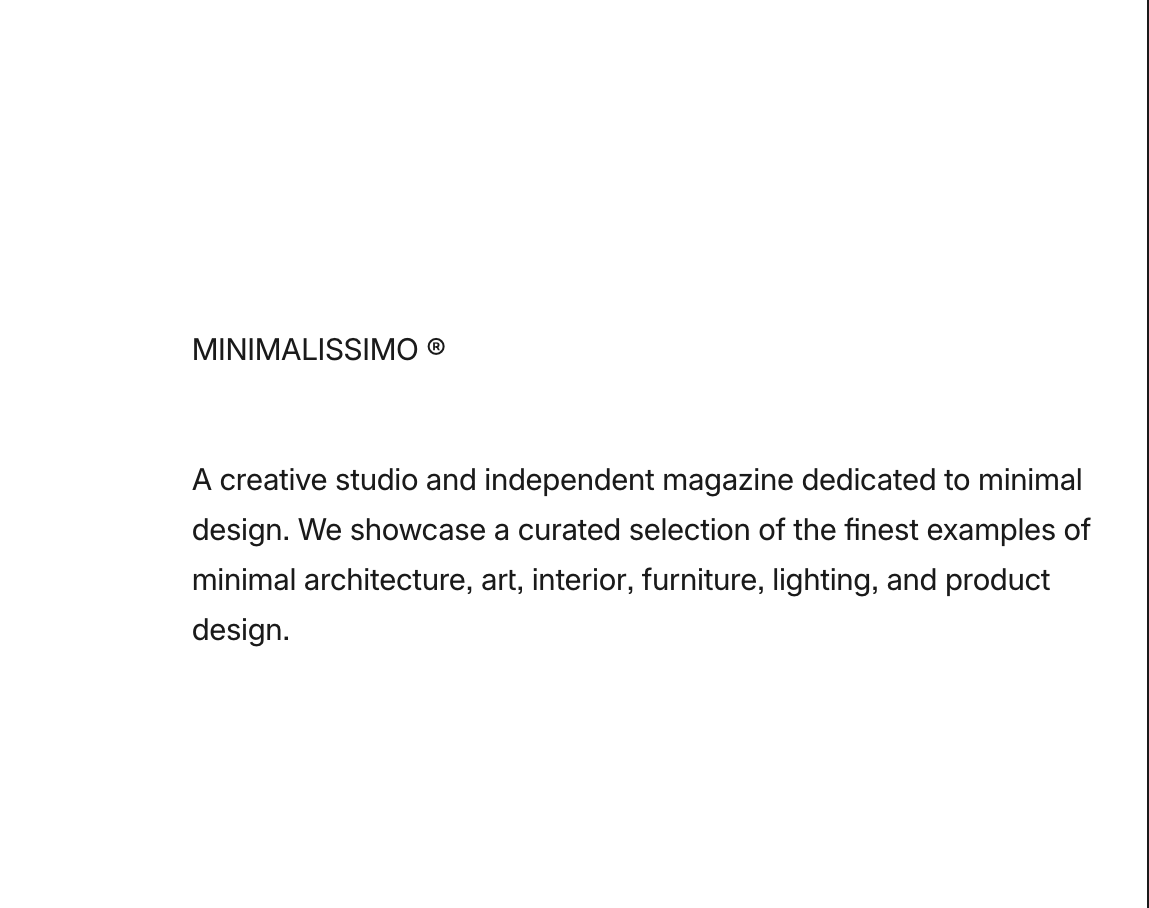 MINIMALISSIMO ®
A creative studio and independent magazine dedicated to minimal
design. We showcase a curated selection of the finest examples of
minimal architecture, art, interior, furniture, lighting, and product
design.